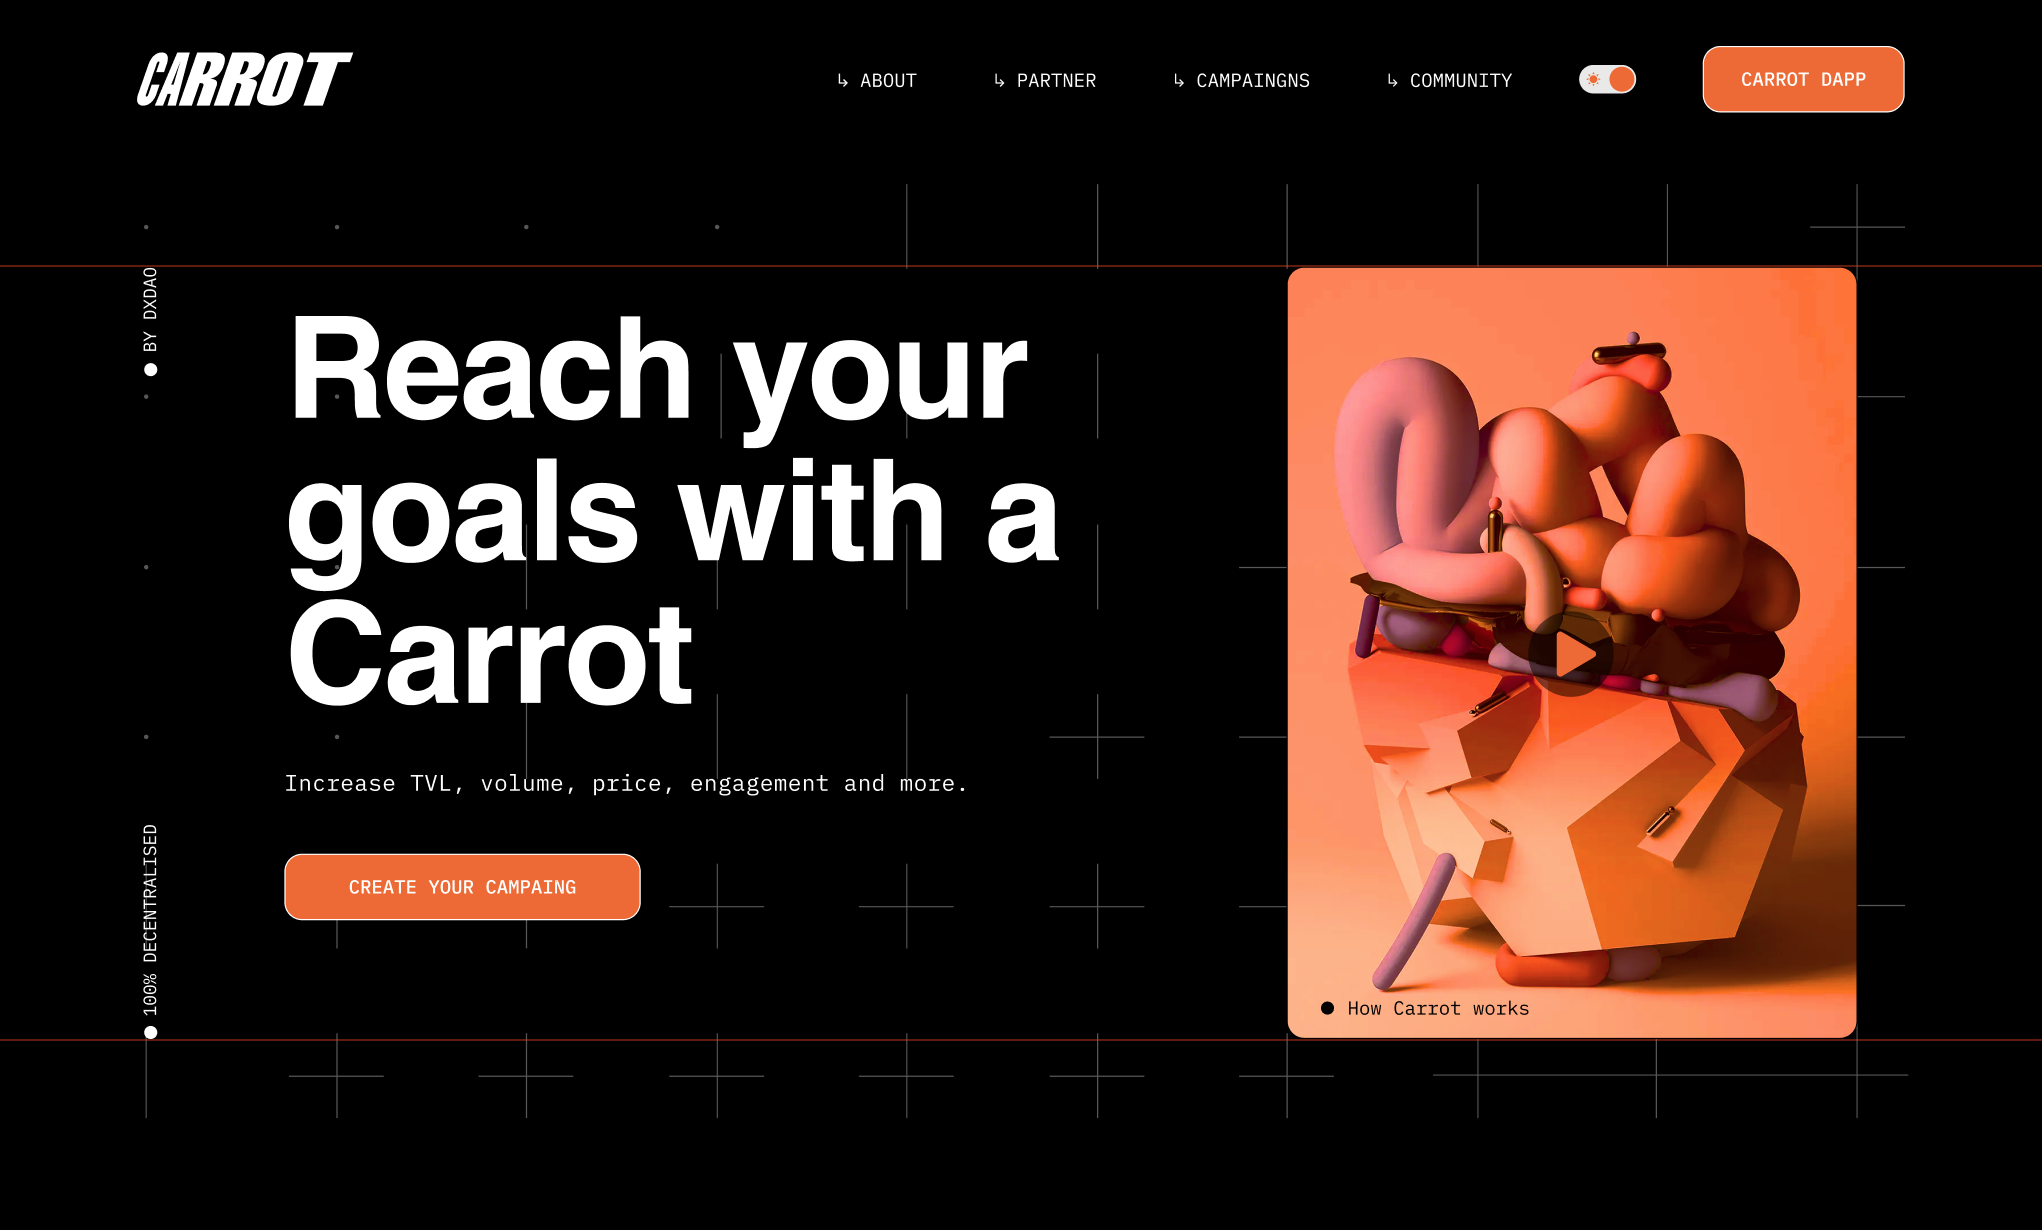 CARROT
↳ ABOUT
↳ PARTNER
↳ CAMPAINGNS
↳ COMMUNITY
CARROT DAPP
BY DXDAO
100% DECENTRALISED
Reach your
goals with a
Carrot
Increase TVL, volume, price, engagement and more.
CREATE YOUR CAMPAING
How Carrot works